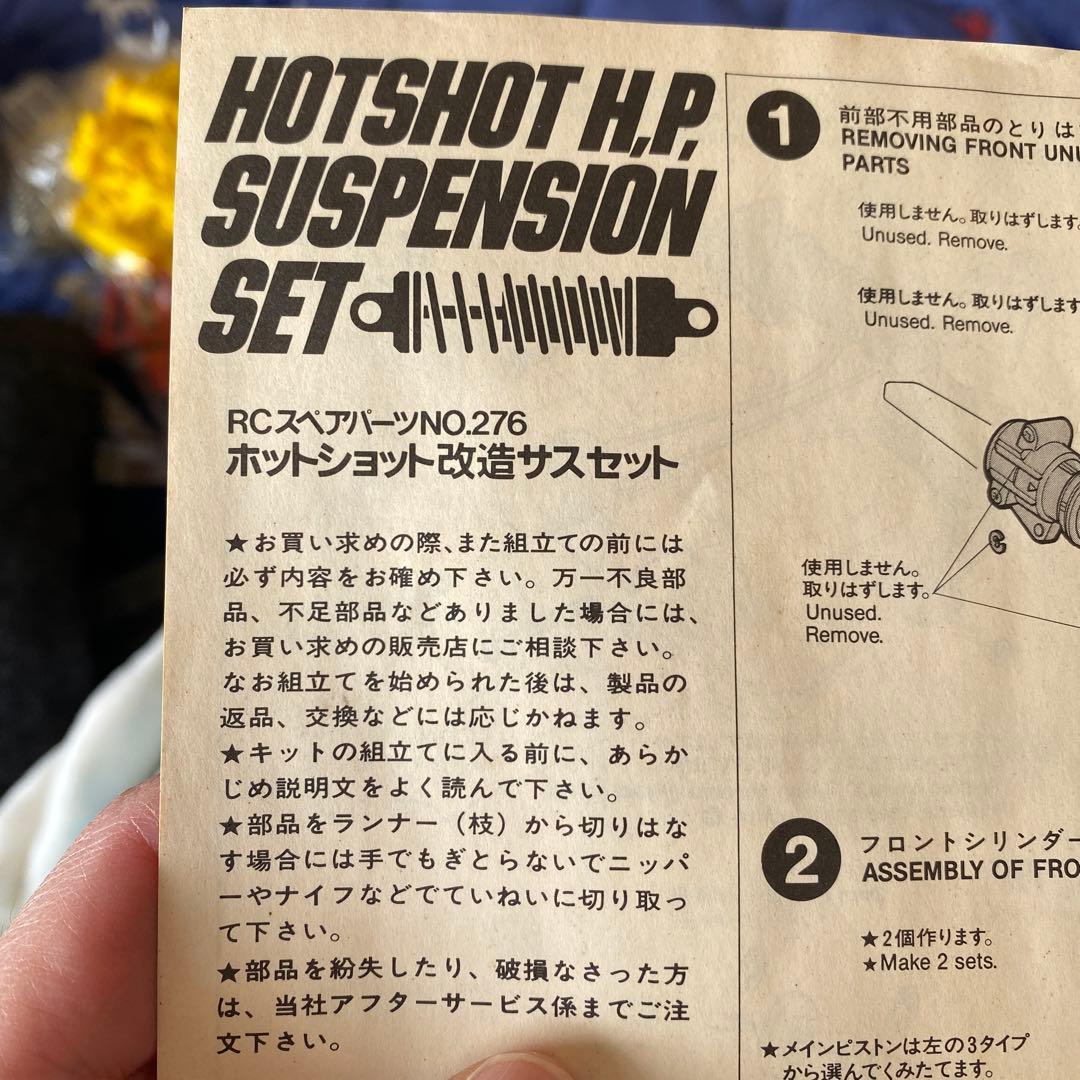 HOTSHOT H.P.
SUSPENSION
SET
RCスペアパーツNO.276
ホットショット改造サスセット
★お買い求めの際、また組立ての前には
必ず内容をお確め下さい。万一不良部
品、不足部品などありました場合には、
お買い求めの販売店にご相談下さい。
なお組立てを始められた後は、製品の
返品、交換などには応じかねます。
★キットの組立てに入る前に、あらか
じめ説明文をよく読んで下さい。
★部品をランナー（枝）から切りはな
す場合には手でもぎとらないでニッパ
ーやナイフなどでていねいに切り取っ
て下さい。
★部品を紛失したり、破損なさった方
は、当社アフターサービス係までご注
文下さい。
1
前部不用部品のとりは
REMOVING FRONT
PARTS
使用しません。取りはずします。
Unused. Remove.
使用しません。取りはずします
Unused. Remove.
使用しません。
取りはずします。
Unused.
Remove.
2
フロントシリンダー
ASSEMBLY OF
★2個作ります。
★Make 2 sets.
★メインピストンは左の3タイプ
から選んでくみたてます。